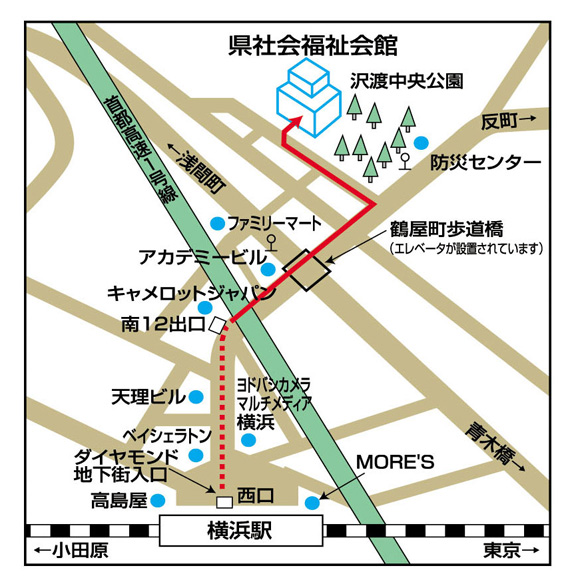 県社会福祉会館
沢渡中央公園
反町→
防災センター
首都高速1号線
←浅間町
ファミリーマート
鶴屋町歩道橋
(エレベータが設置されています)
アカデミービル
キャメロットジャパン
南12出口
天理ビル
ヨドバシカメラ
マルチメディア
横浜
ベイシェラトン
青木橋→
ダイヤモンド
地下街入口
MORE'S
高島屋
西口
横浜駅
←小田原
東京→